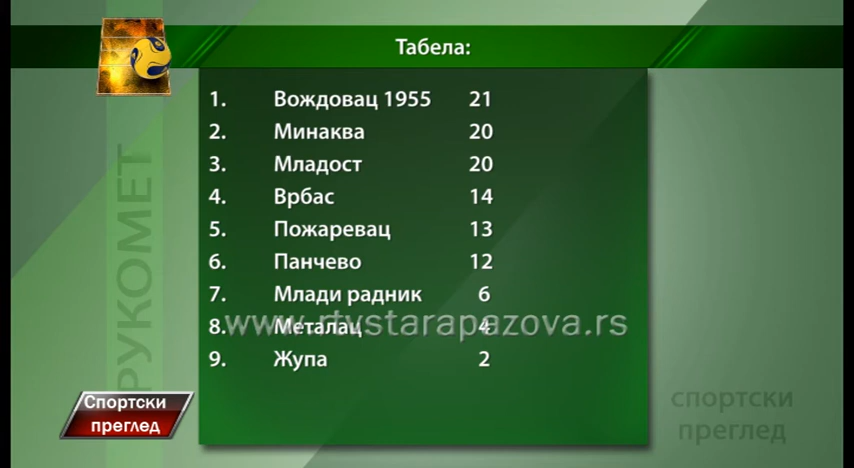 Табела:
1. Вождовац 1955 21
2. Минаква 20
3. Младост 20
4. Врбас 14
5. Пожаревац 13
6. Панчево 12
7. Млади радник 6
8. Металац 4
9. Жупа 2
www.rtvstarapazova.rs
РУКОМЕТ
Спортски
преглед
спортски
преглед